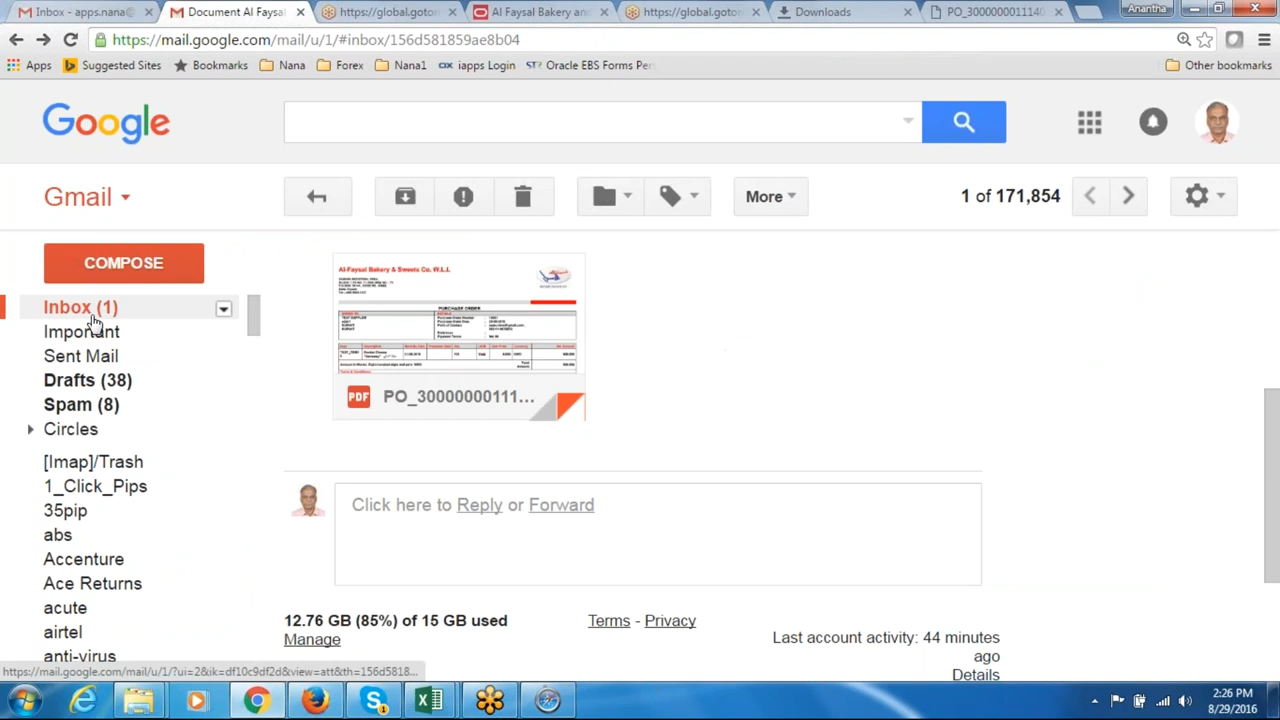 Inbox - apps.nana@
Document Al Faysa
https://global.goton
Al Faysal Bakery an
https://global.goton
Downloads
PO_30000000111140
Anantha
https://mail.google.com/mail/u/1/#inbox/156d581859ae8b04
Apps
Suggested Sites
Bookmarks
Nana
Forex
Nana1
iapps Login
Oracle EBS Forms Per
Other bookmarks
Google
Gmail
More
1 of 171,854
COMPOSE
Inbox (1)
Important
Sent Mail
Drafts (38)
Spam (8)
Circles
[Imap]/Trash
1_Click_Pips
35pip
abs
Accenture
Ace Returns
acute
airtel
anti-virus
Al-Faysal Bakery & Sweets Co. W.L.L
PURCHASE ORDER
PDF
PO_30000000111...
Click here to Reply or Forward
12.76 GB (85%) of 15 GB used
Manage
Terms - Privacy
Last account activity: 44 minutes
ago
Details
https://mail.google.com/mail/u/1/?ui=2&ik=df10c9df2d&view=att&th=156d5818...
2:26 PM
8/29/2016